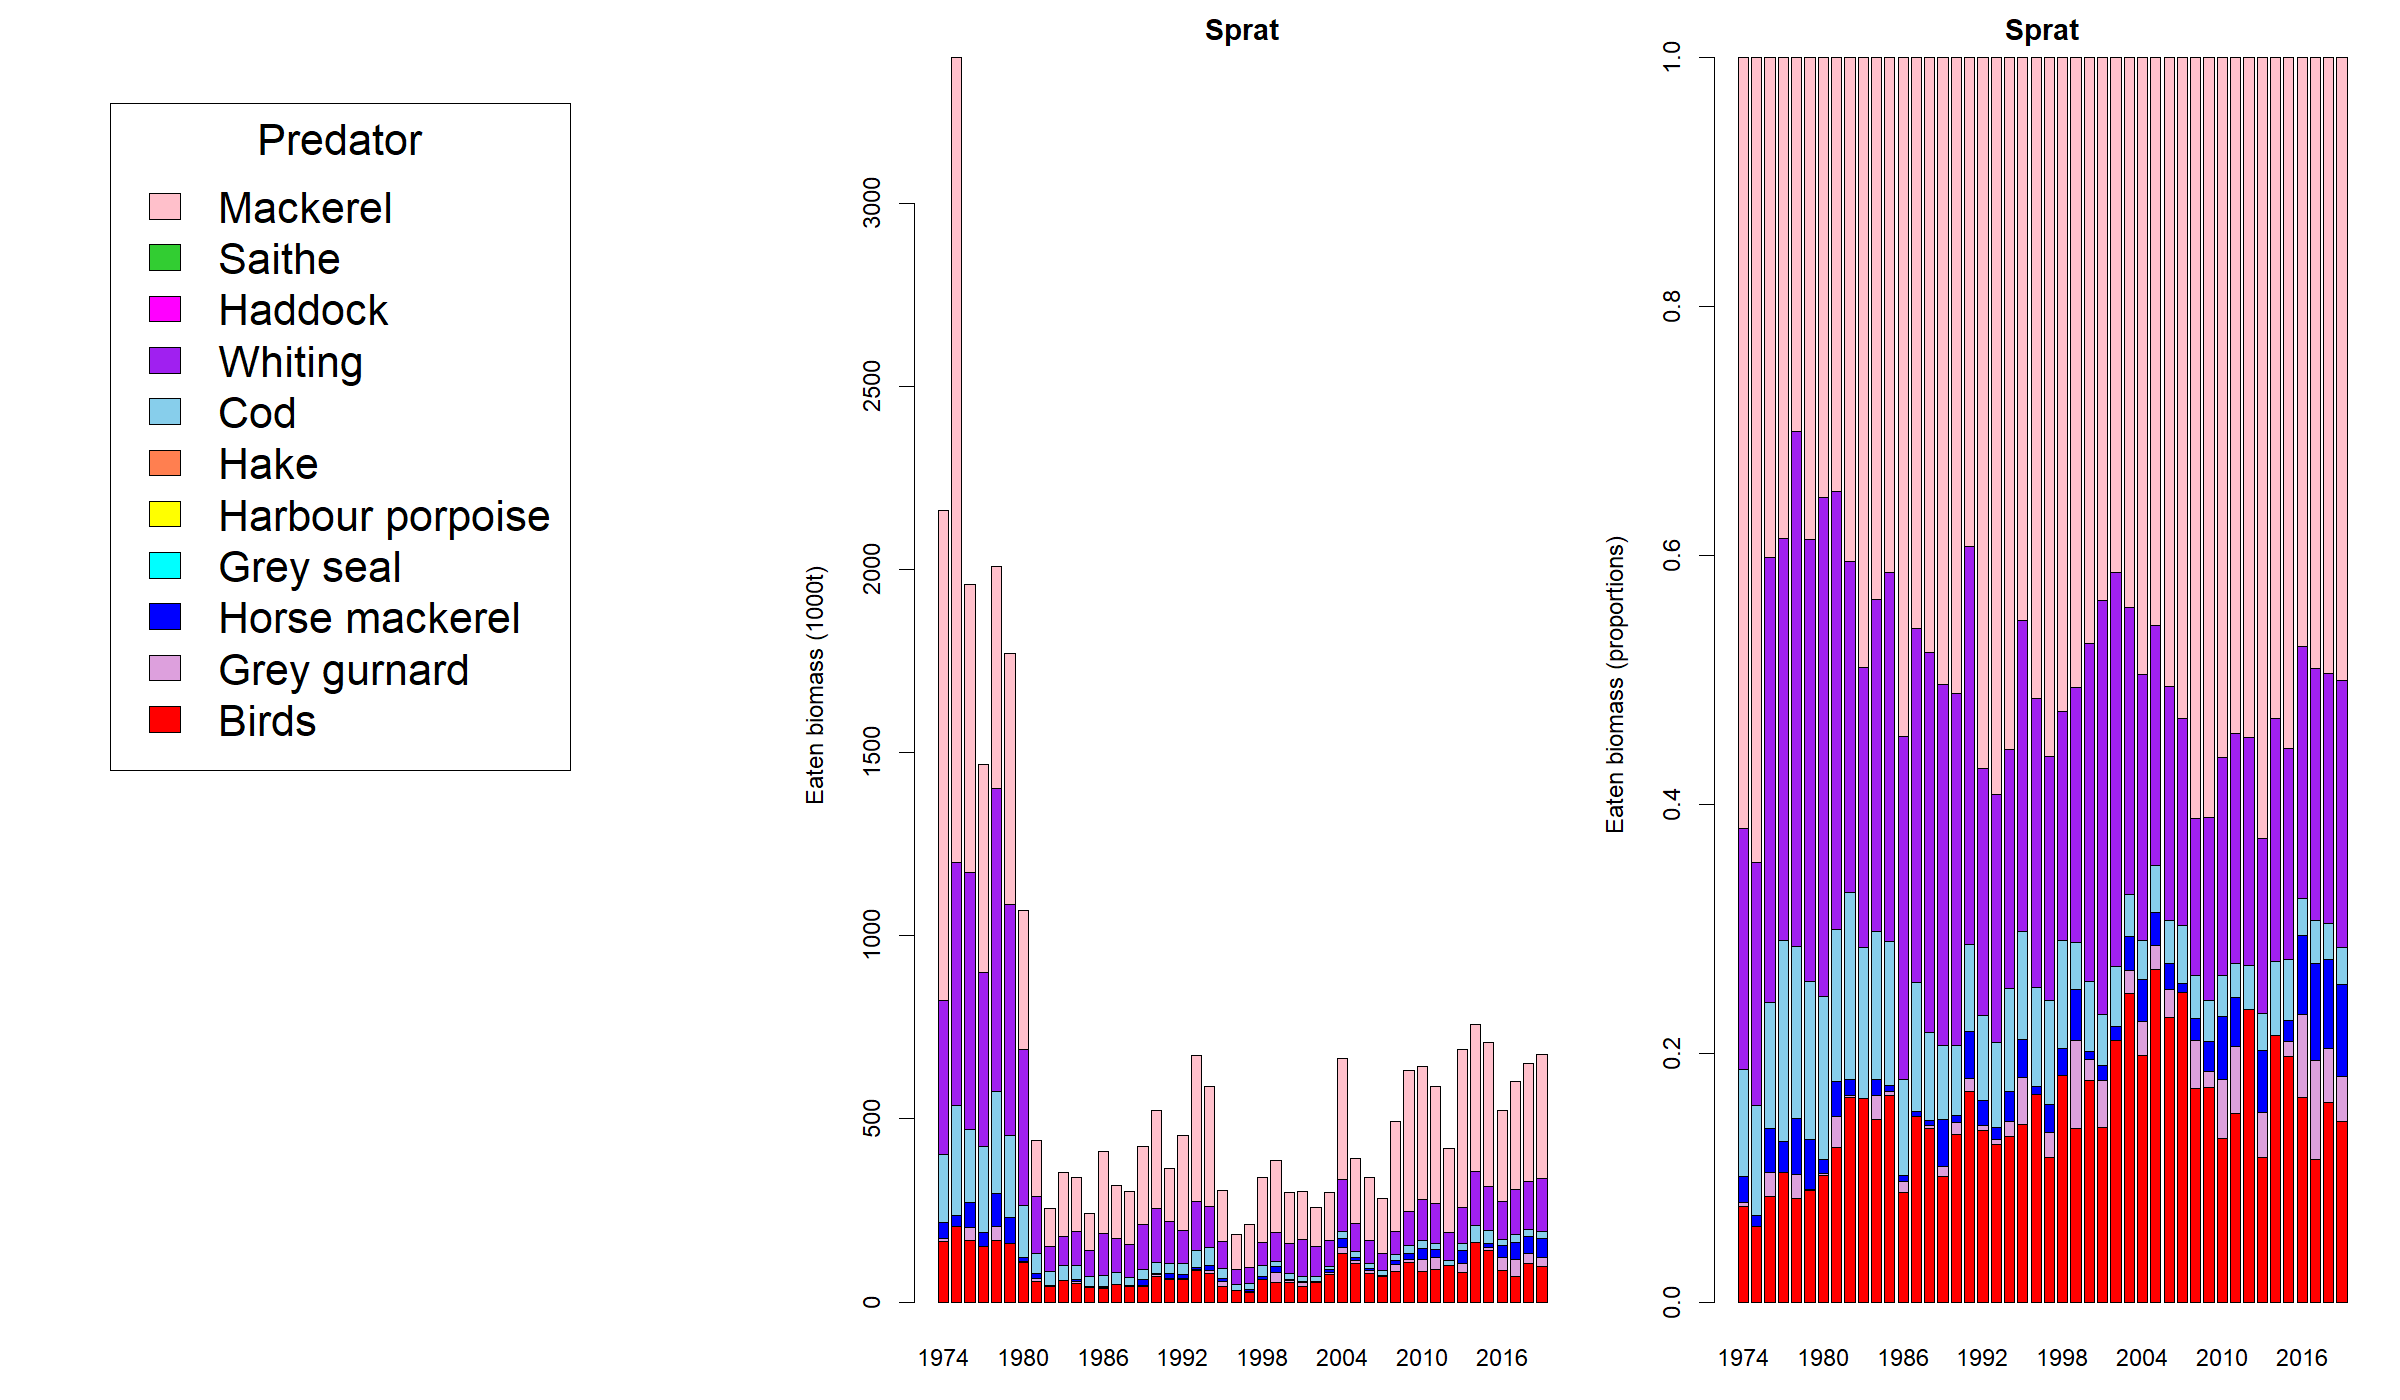 Predator
Mackerel
Saithe
Haddock
Whiting
Cod
Hake
Harbour porpoise
Grey seal
Horse mackerel
Grey gurnard
Birds
Sprat
Eaten biomass (1000t)
3000
2500
2000
1500
1000
500
0
1974 1980 1986 1992 1998 2004 2010 2016
Sprat
Eaten biomass (proportions)
1.0
0.8
0.6
0.4
0.2
0.0
1974 1980 1986 1992 1998 2004 2010 2016